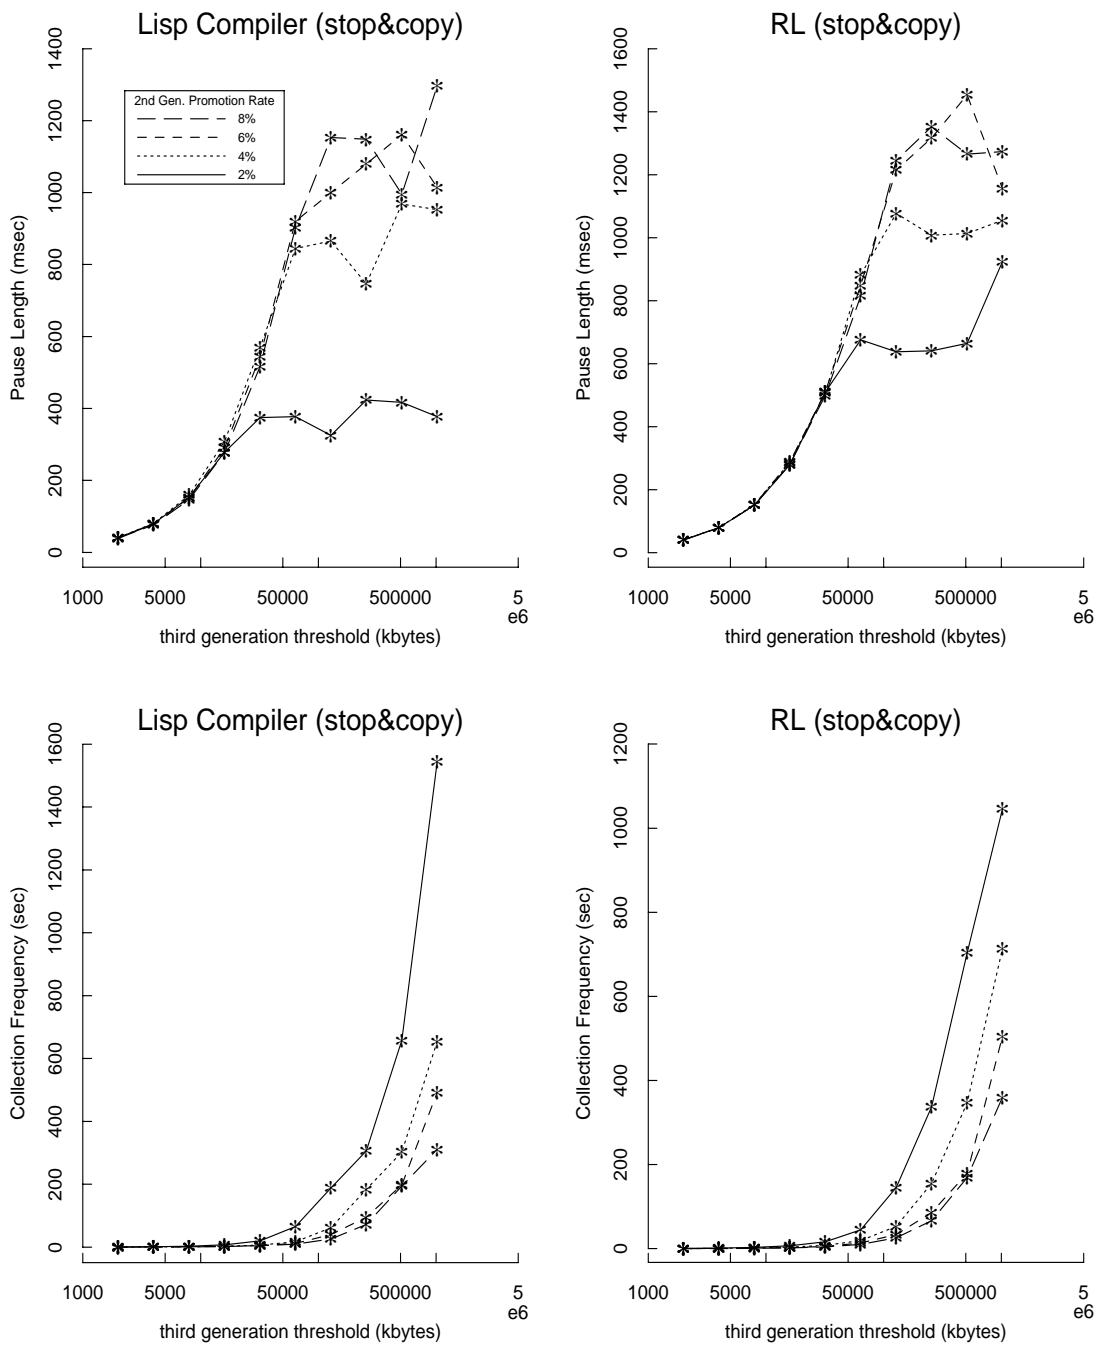 Lisp Compiler (stop&copy)
1400
1200
1000
800
600
400
200
0
Pause Length (msec)
2nd Gen. Promotion Rate
8%
6%
4%
2%
1000 5000 50000 500000 5
e6
third generation threshold (kbytes)
RL (stop&copy)
1600
1400
1200
1000
800
600
400
200
0
Pause Length (msec)
1000 5000 50000 500000 5
e6
third generation threshold (kbytes)
Lisp Compiler (stop&copy)
1600
1400
1200
1000
800
600
400
200
0
Collection Frequency (sec)
1000 5000 50000 500000 5
e6
third generation threshold (kbytes)
RL (stop&copy)
1200
1000
800
600
400
200
0
Collection Frequency (sec)
1000 5000 50000 500000 5
e6
third generation threshold (kbytes)